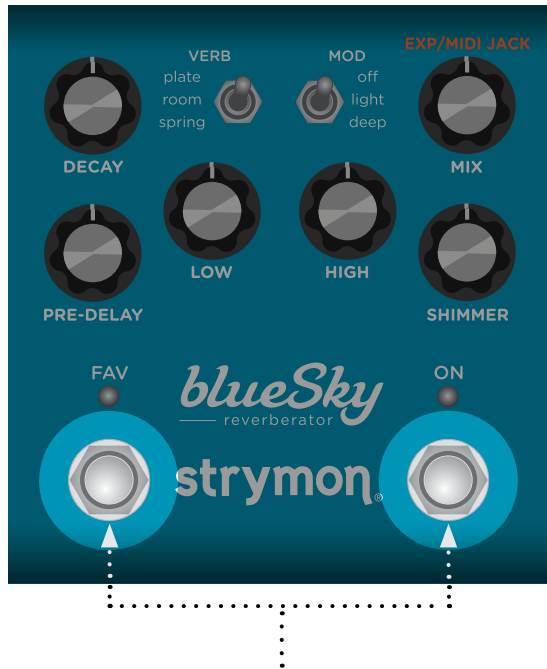 EXP/MIDI JACK
VERB
MOD
plate
room
spring
off
light
deep
DECAY
MIX
LOW
HIGH
PRE-DELAY
SHIMMER
FAV
ON
blueSky
reverberator
strymon®